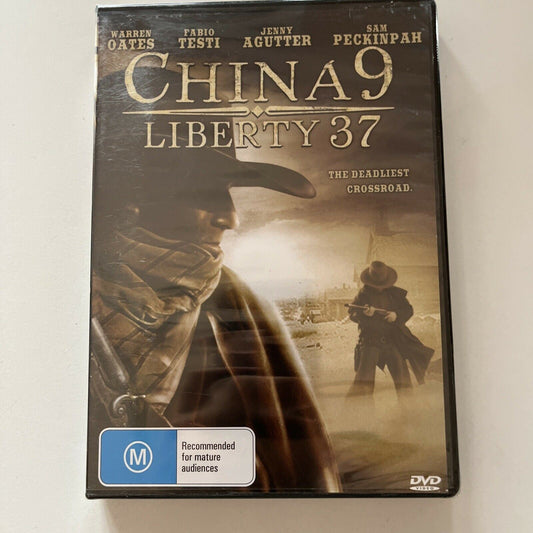 WARREN FABIO JENNY SAM
OATES TESTI AGUTTER PECKINPAH
CHINA 9
LIBERTY 37
THE DEADLIEST
CROSSROAD.
M
Recommended
for mature
audiences
DVD
VIDEO